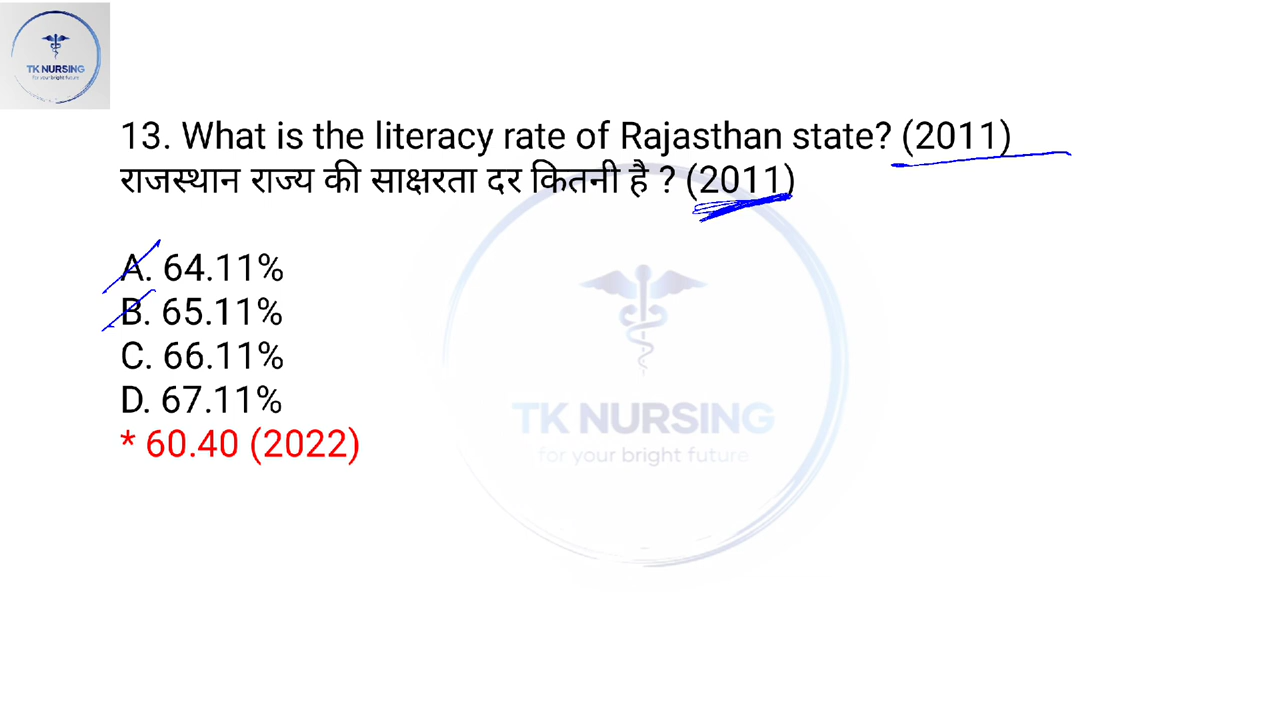 TK NURSING
For your bright future
13. What is the literacy rate of Rajasthan state? (2011)
राजस्थान राज्य की साक्षरता दर कितनी है ? (2011)
A. 64.11%
B. 65.11%
C. 66.11%
D. 67.11%
* 60.40 (2022)
TK NURSING
for your bright future